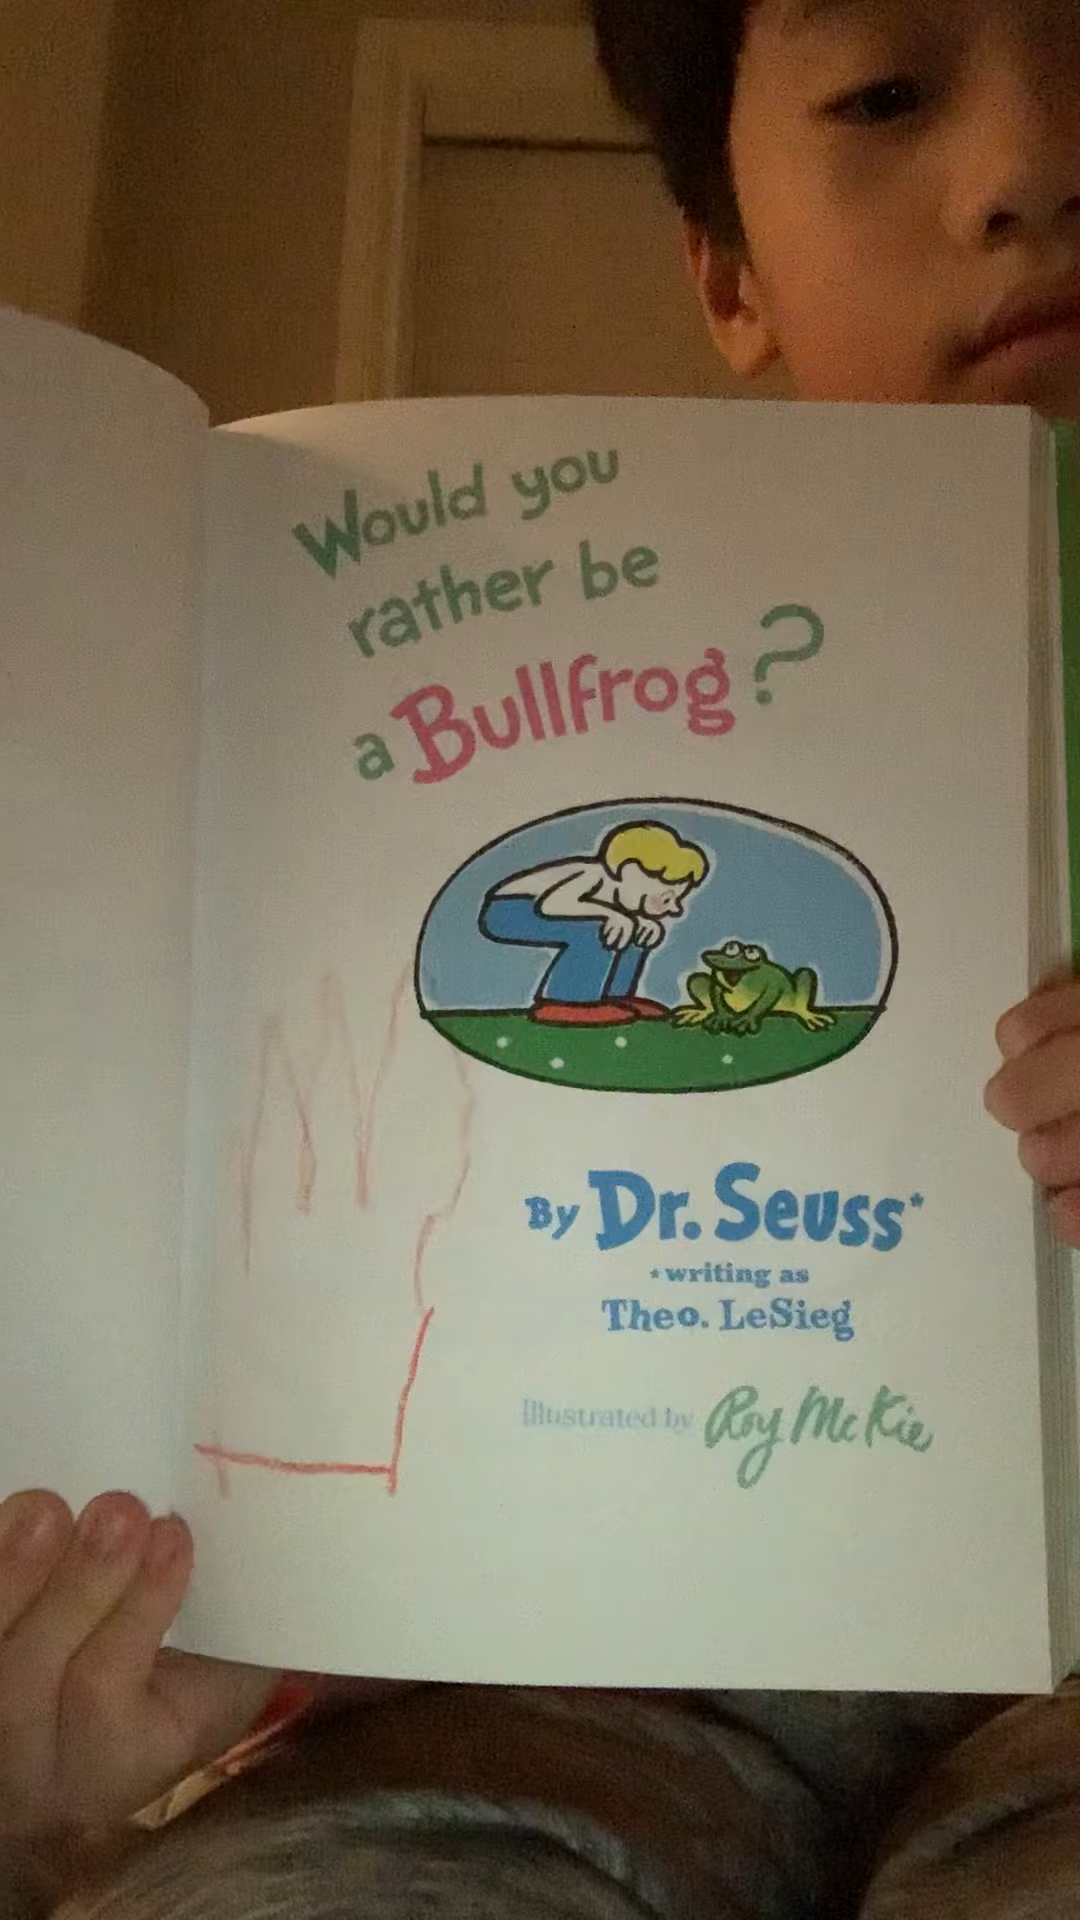 Would you
rather be
a Bullfrog?
By Dr. Seuss*
*writing as
Theo. LeSieg
Illustrated by Roy McKie